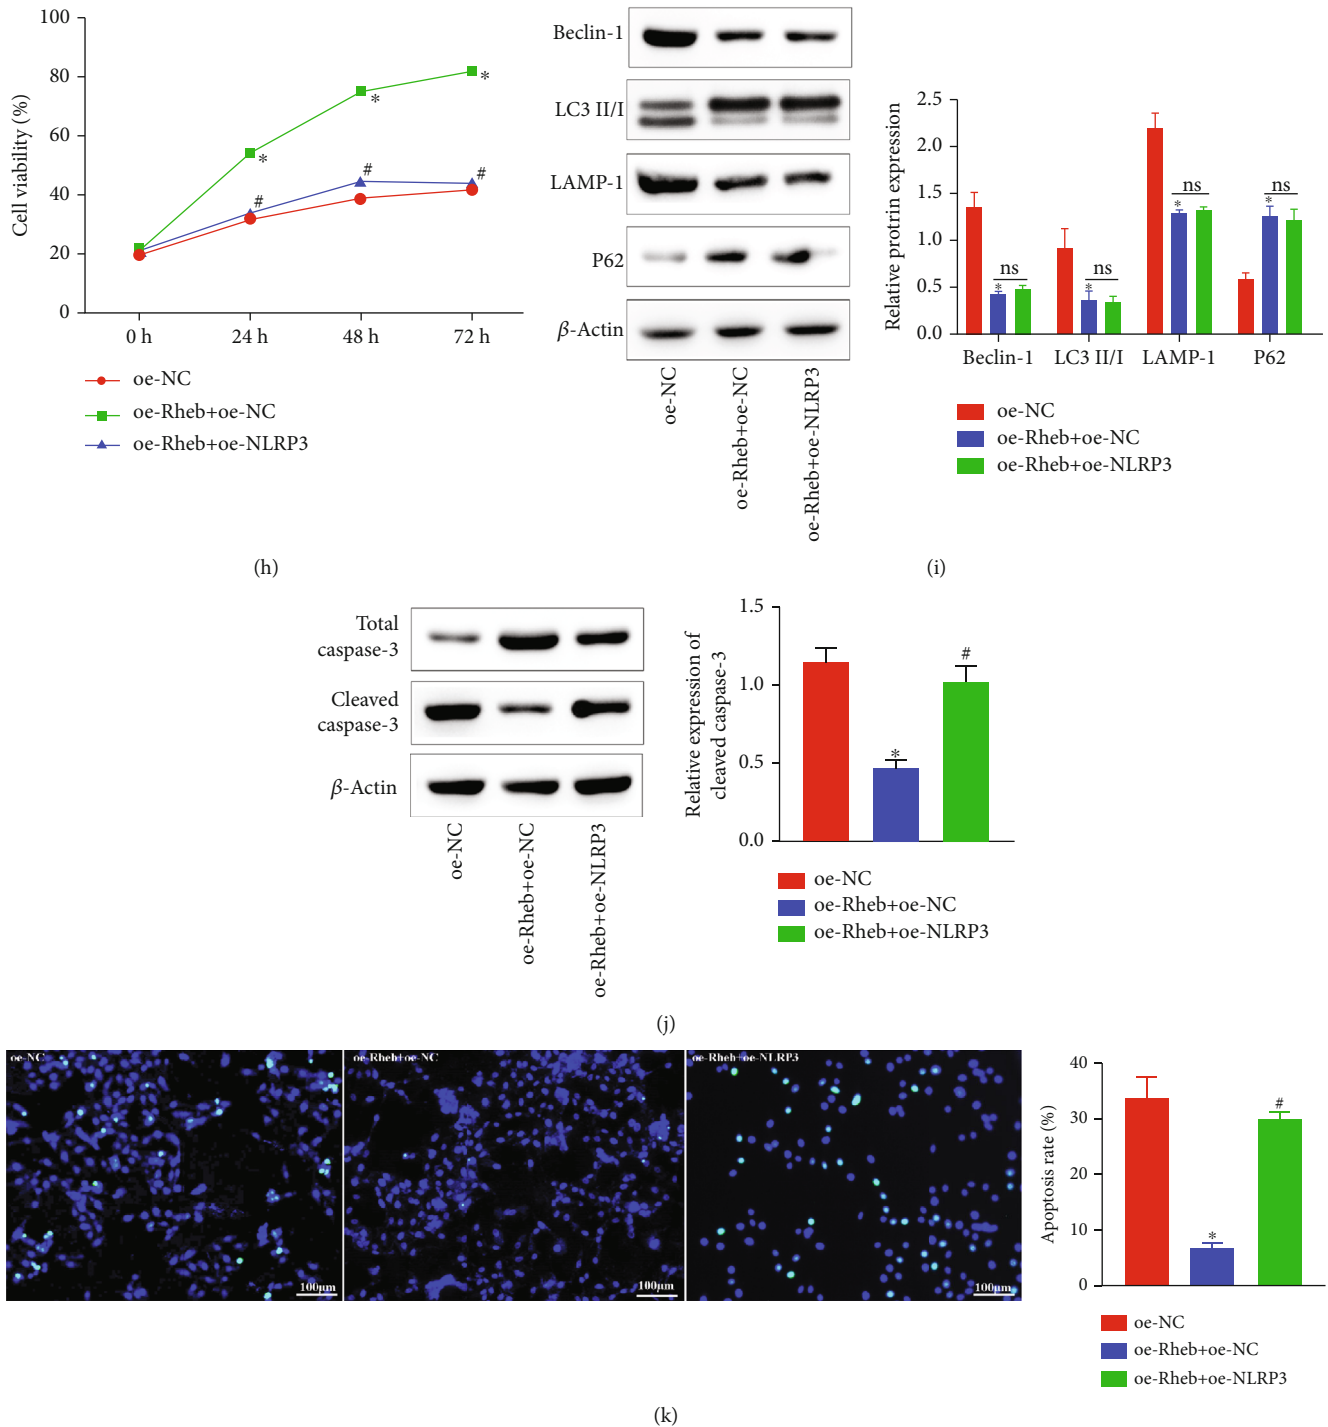 100
80
60
40
20
0
Cell viability (%)
*
*
*
#
#
#
0 h
24 h
48 h
72 h
oe-NC
oe-Rheb+oe-NC
oe-Rheb+oe-NLRP3
(h)
Beclin-1
LC3 II/I
LAMP-1
P62
β-Actin
oe-NC
oe-Rheb+oe-NC
oe-Rheb+oe-NLRP3
Relative protrin expression
2.5
2.0
1.5
1.0
0.5
0.0
ns
*
ns
*
ns
*
ns
*
Beclin-1
LC3 II/I
LAMP-1
P62
oe-NC
oe-Rheb+oe-NC
oe-Rheb+oe-NLRP3
(i)
Total
caspase-3
Cleaved
caspase-3
β-Actin
oe-NC
oe-Rheb+oe-NC
oe-Rheb+oe-NLRP3
Relative expression of
cleaved caspase-3
1.5
1.0
0.5
0.0
*
#
oe-NC
oe-Rheb+oe-NC
oe-Rheb+oe-NLRP3
(j)
oe-NC
100μm
oe-Rheb+oe-NC
100μm
oe-Rheb+oe-NLRP3
100μm
Apoptosis rate (%)
40
30
20
10
0
*
#
oe-NC
oe-Rheb+oe-NC
oe-Rheb+oe-NLRP3
(k)